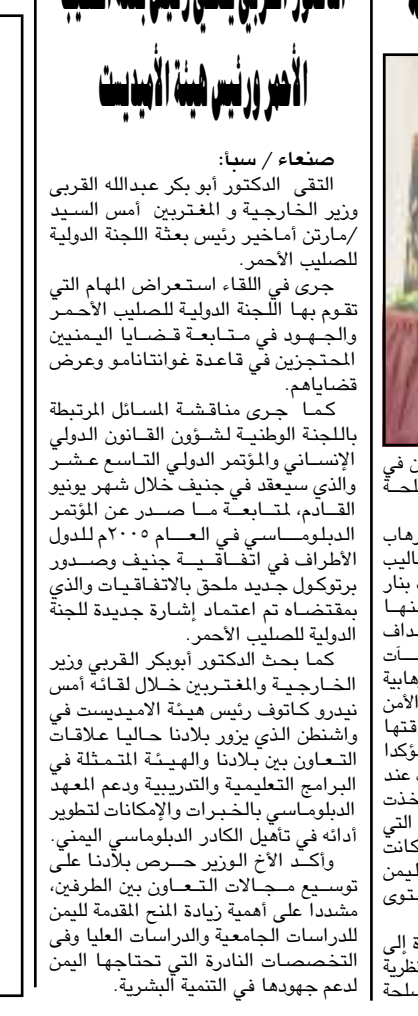 الأحمر ورئيس هيئة الأميديست
صنعاء / سبأ:
التقى الدكتور أبو بكر عبدالله القربى
وزير الخارجية و المغتربين أمس السيد
/مارتن أماخير رئيس بعثة اللجنة الدولية
للصليب الأحمر.
جرى في اللقاء استعراض المهام التي
تقوم بها اللجنة الدولية للصليب الأحمر
والجهود في متابعة قضايا اليمنيين
المحتجزين في قاعدة غوانتانامو وعرض
قضاياهم.
كما جرى مناقشة المسائل المرتبطة
باللجنة الوطنية لشؤون القانون الدولي
الإنساني والمؤتمر الدولي التاسع عشر
والذي سيعقد في جنيف خلال شهر يونيو
القادم، لمتابعة ما صدر عن المؤتمر
الدبلوماسي في العام ٢٠٠٥م للدول
الأطراف في اتفاقية جنيف وصدور
برتوكول جديد ملحق بالاتفاقيات والذي
بمقتضاه تم اعتماد إشارة جديدة للجنة
الدولية للصليب الأحمر.
كما بحث الدكتور أبوبكر القربي وزير
الخارجية والمغتربين خلال لقائه أمس
نيدرو كاتوف رئيس هيئة الاميديست في
واشنطن الذي يزور بلادنا حاليا علاقات
التعاون بين بلادنا والهيئة المتمثلة في
البرامج التعليمية والتدريبية ودعم المعهد
الدبلوماسي بالخبرات والإمكانات لتطوير
أدائه في تأهيل الكادر الدبلوماسي اليمني.
وأكد الأخ الوزير حرص بلادنا على
توسيع مجالات التعاون بين الطرفين،
مشددا على أهمية زيادة المنح المقدمة لليمن
للدراسات الجامعية والدراسات العليا وفى
التخصصات النادرة التي تحتاجها اليمن
لدعم جهودها في التنمية البشرية.